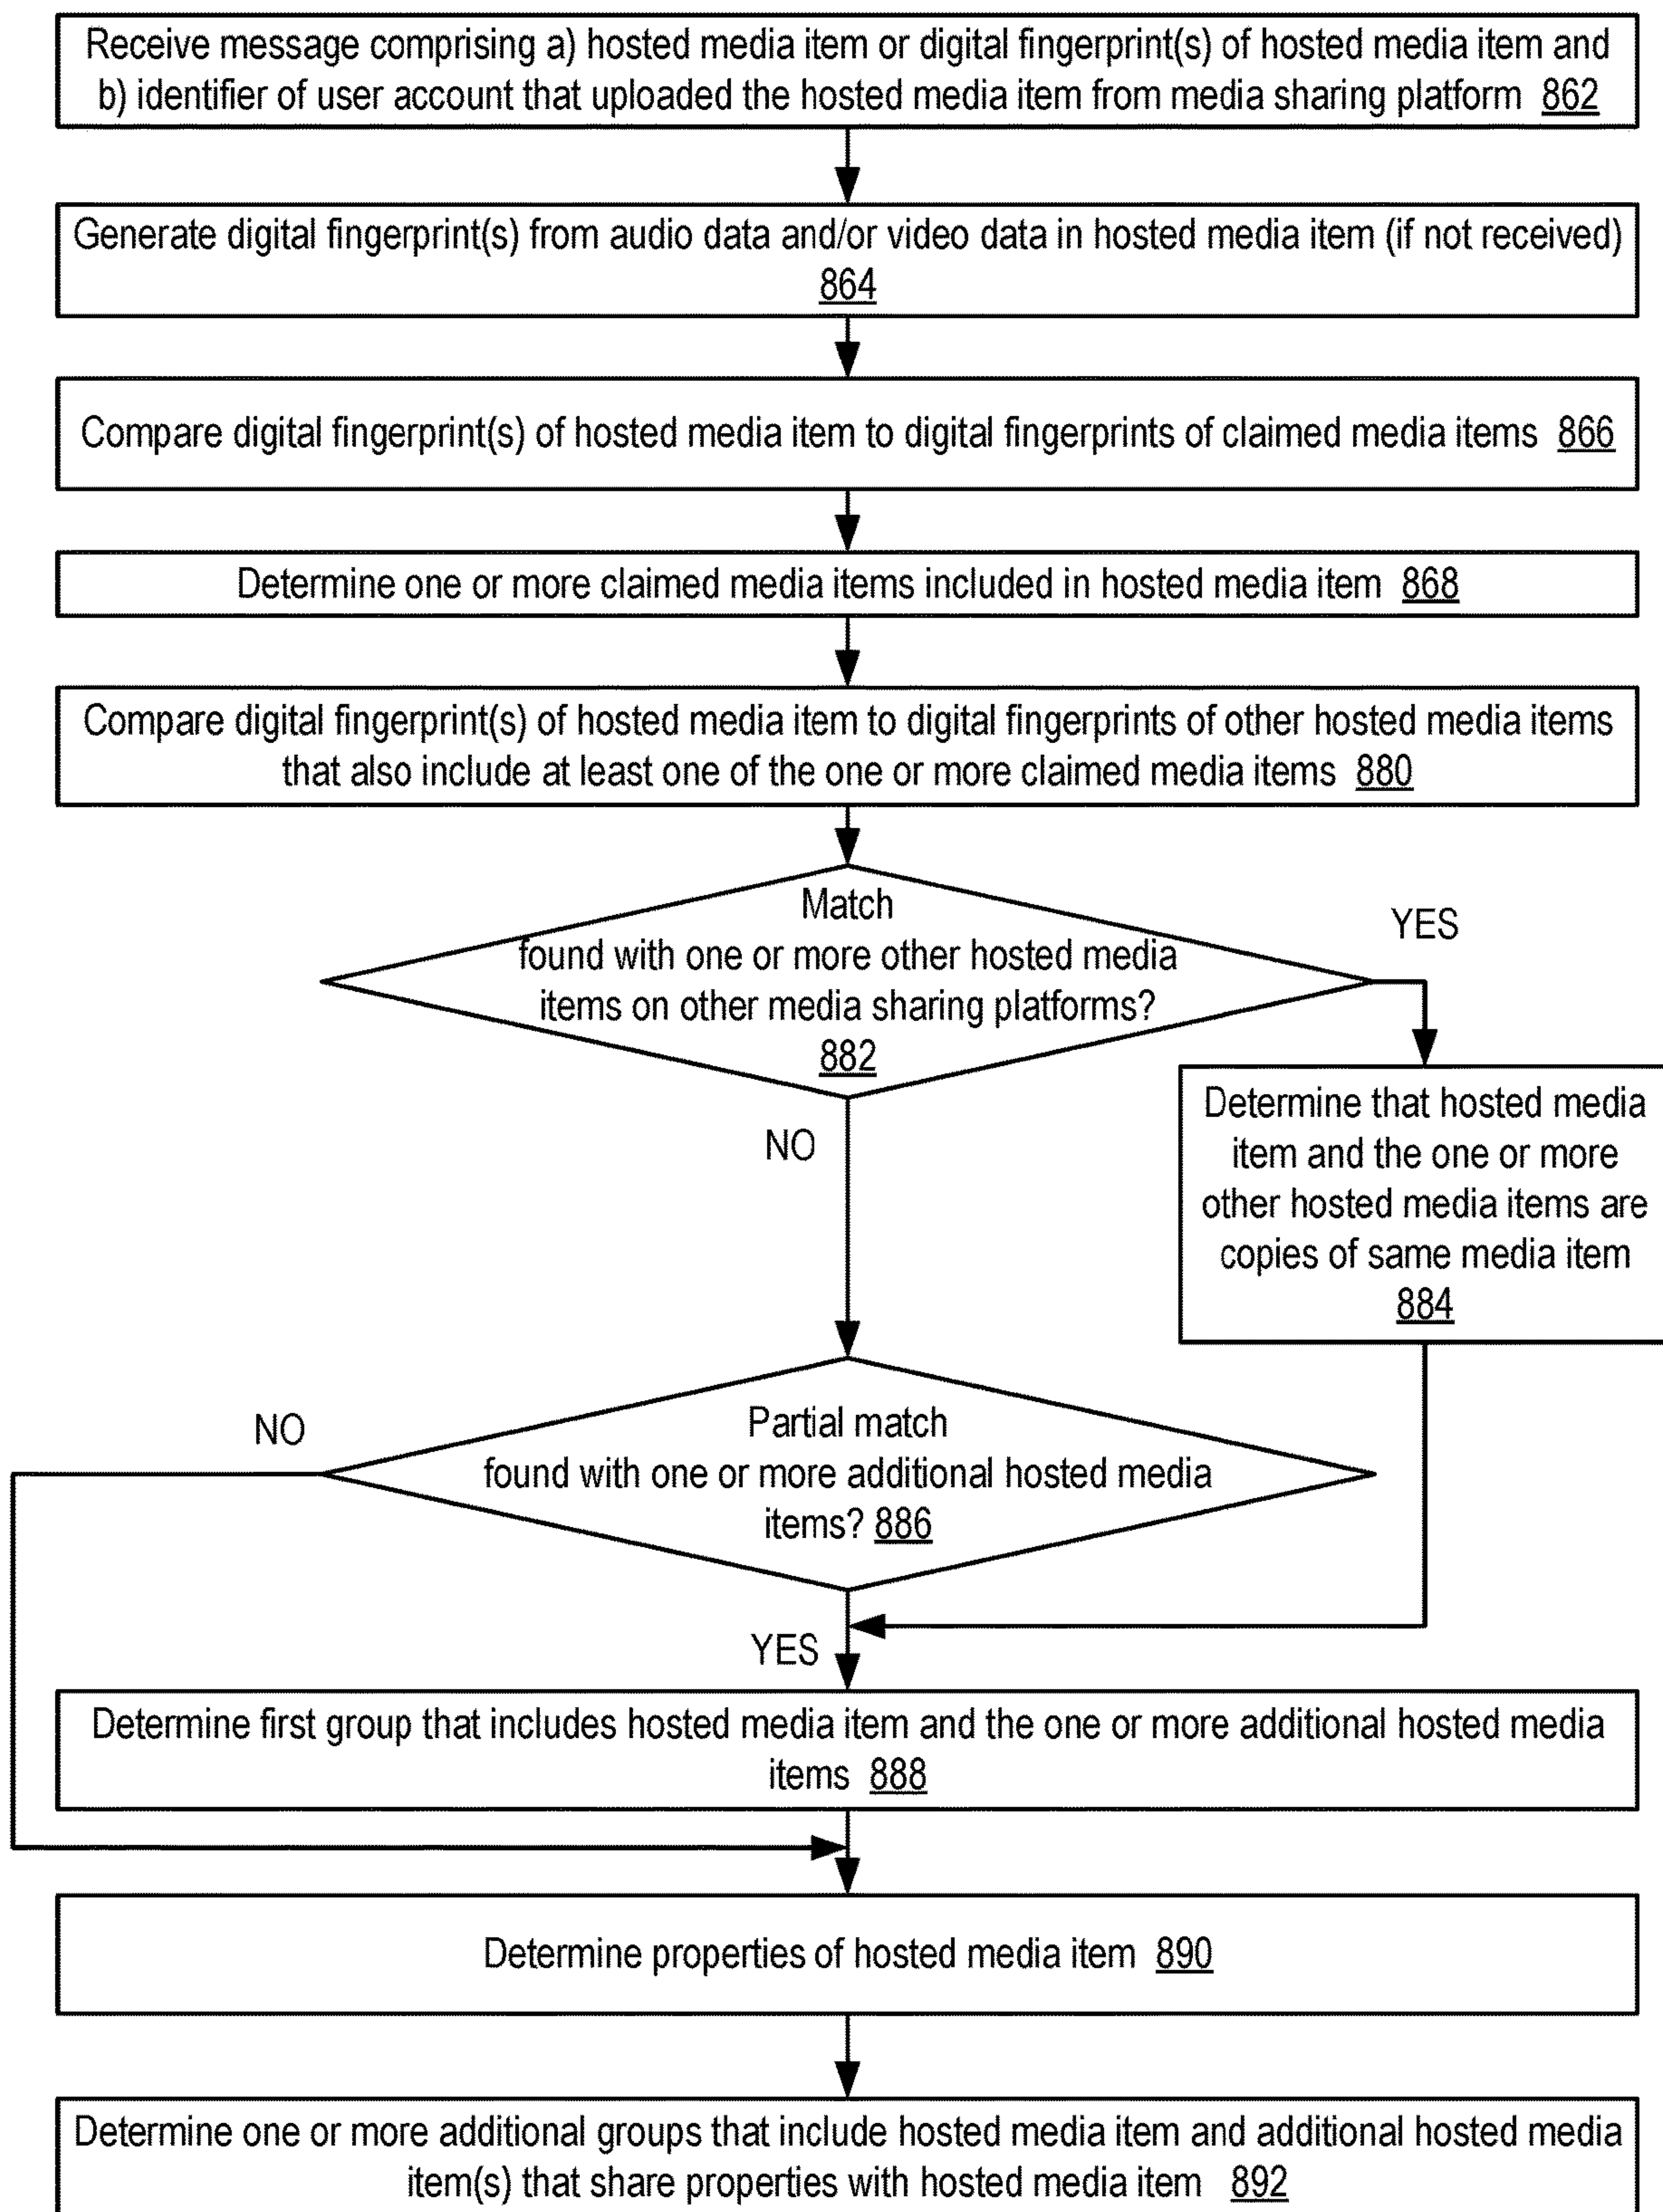 Receive message comprising a) hosted media item or digital fingerprint(s) of hosted media item and
b) identifier of user account that uploaded the hosted media item from media sharing platform 862
Generate digital fingerprint(s) from audio data and/or video data in hosted media item (if not received)
864
Compare digital fingerprint(s) of hosted media item to digital fingerprints of claimed media items 866
Determine one or more claimed media items included in hosted media item 868
Compare digital fingerprint(s) of hosted media item to digital fingerprints of other hosted media items
that also include at least one of the one or more claimed media items 880
Match
found with one or more other hosted media
items on other media sharing platforms?
882
YES
NO
Determine that hosted media
item and the one or more
other hosted media items are
copies of same media item
884
NO
Partial match
found with one or more additional hosted media
items? 886
YES
Determine first group that includes hosted media item and the one or more additional hosted media
items 888
Determine properties of hosted media item 890
Determine one or more additional groups that include hosted media item and additional hosted media
item(s) that share properties with hosted media item 892